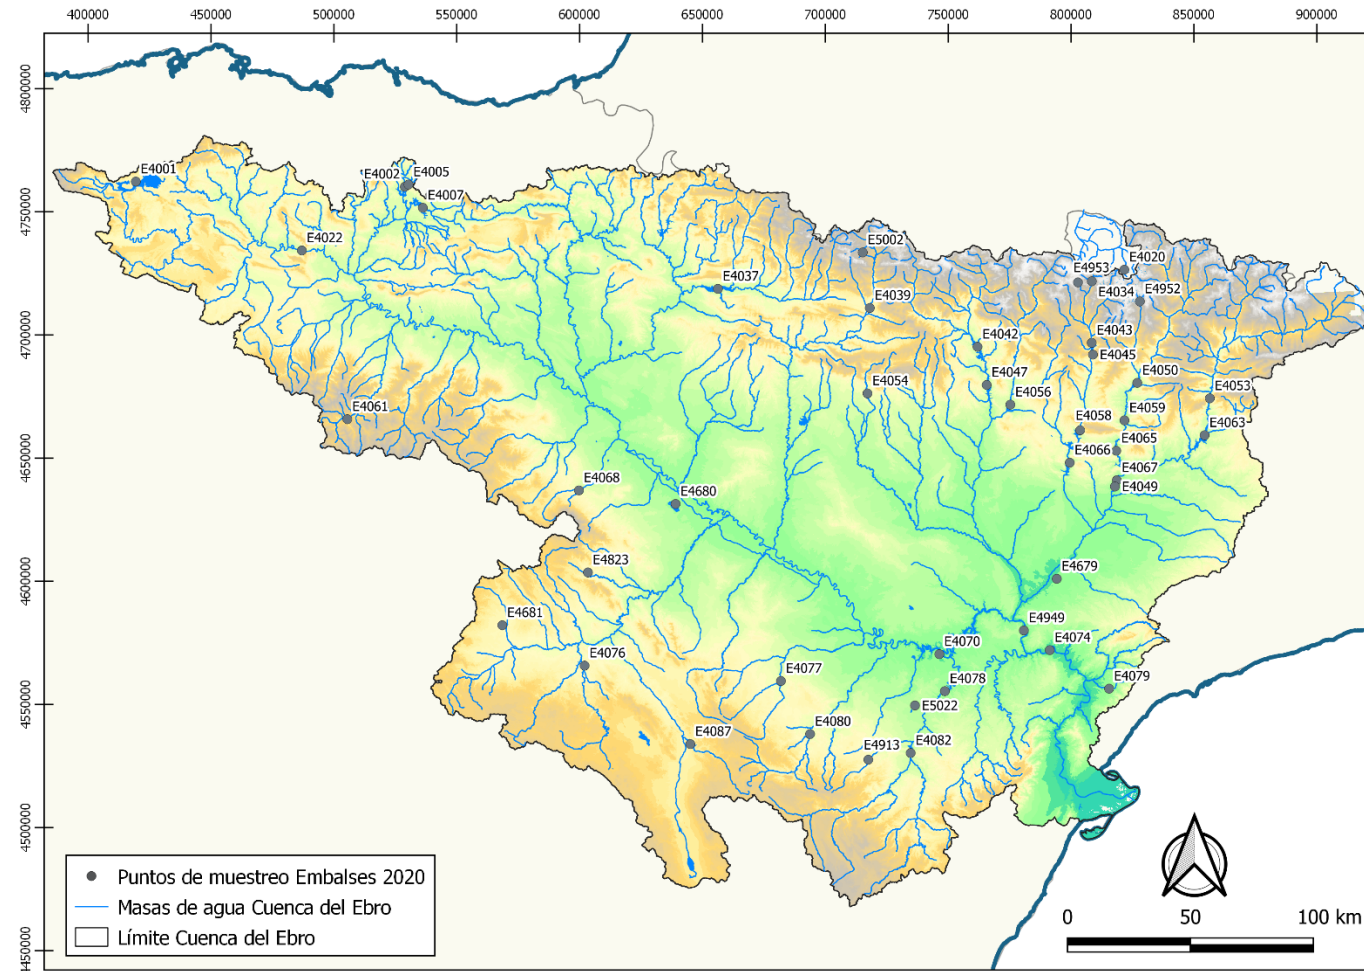 400000 450000 500000 550000 600000 650000 700000 750000 800000 850000 900000
4800000
4750000
4700000
4650000
4600000
4550000
4500000
4450000
E4001
E4002
E4005
E4007
E4022
E5002
E4020
E4953
E4037
E4034
E4952
E4039
E4042
E4043
E4045
E4047
E4050
E4054
E4056
E4053
E4061
E4058
E4059
E4063
E4066
E4065
E4068
E4067
E4680
E4049
E4823
E4679
E4681
E4949
E4076
E4070
E4074
E4077
E4078
E4079
E5022
E4087
E4080
E4913
E4082
Puntos de muestreo Embalses 2020
Masas de agua Cuenca del Ebro
Límite Cuenca del Ebro
0 50 100 km